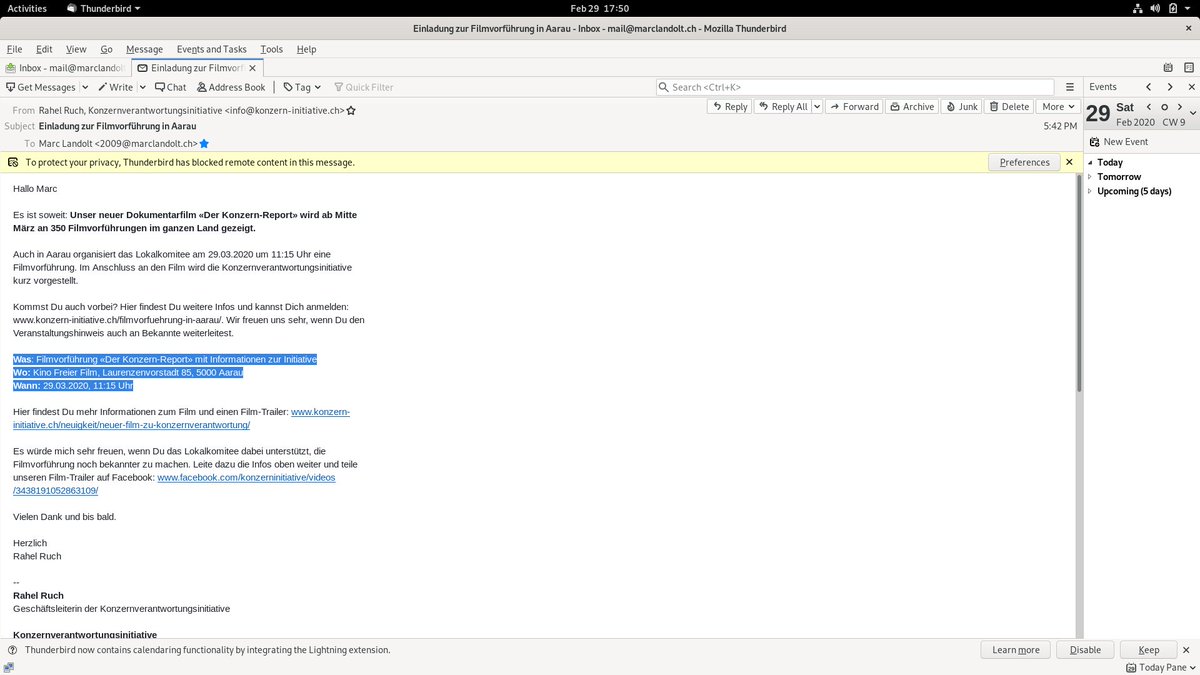 Activities Thunderbird Feb 29 17:50
Einladung zur Filmvorführung in Aarau - Inbox - mail@marclandolt.ch - Mozilla Thunderbird
File Edit View Go Message Events and Tasks Tools Help
Inbox - mail@marclandolt Einladung zur Filmvorf
Get Messages Write Chat Address Book Tag Quick Filter Search <Ctrl+K>
From Rahel Ruch, Konzernverantwortungsinitiative <info@konzern-initiative.ch>
Reply Reply All Forward Archive Junk Delete More
Subject Einladung zur Filmvorführung in Aarau 5:42 PM
To Marc Landolt <2009@marclandolt.ch>
To protect your privacy, Thunderbird has blocked remote content in this message. Preferences
Hallo Marc
Es ist soweit: Unser neuer Dokumentarfilm «Der Konzern-Report» wird ab Mitte
März an 350 Filmvorführungen im ganzen Land gezeigt.
Auch in Aarau organisiert das Lokalkomitee am 29.03.2020 um 11:15 Uhr eine
Filmvorführung. Im Anschluss an den Film wird die Konzernverantwortungsinitiative
kurz vorgestellt.
Kommst Du auch vorbei? Hier findest Du weitere Infos und kannst Dich anmelden:
www.konzern-initiative.ch/filmvorfuehrung-in-aarau/. Wir freuen uns sehr, wenn Du den
Veranstaltungshinweis auch an Bekannte weiterleitest.
Was: Filmvorführung «Der Konzern-Report» mit Informationen zur Initiative
Wo: Kino Freier Film, Laurenzenvorstadt 85, 5000 Aarau
Wann: 29.03.2020, 11:15 Uhr
Hier findest Du mehr Informationen zum Film und einen Film-Trailer: www.konzern-
initiative.ch/neuigkeit/neuer-film-zu-konzernverantwortung/
Es würde mich sehr freuen, wenn Du das Lokalkomitee dabei unterstützt, die
Filmvorführung noch bekannter zu machen. Leite dazu die Infos oben weiter und teile
unseren Film-Trailer auf Facebook: www.facebook.com/konzerninitiative/videos
/3438191052863109/
Vielen Dank und bis bald.
Herzlich
Rahel Ruch
--
Rahel Ruch
Geschäftsleiterin der Konzernverantwortungsinitiative
Konzernverantwortungsinitiative
Events
29 Sat
Feb 2020 CW 9
New Event
Today
Tomorrow
Upcoming (5 days)
Thunderbird now contains calendaring functionality by integrating the Lightning extension. Learn more Disable Keep
Today Pane